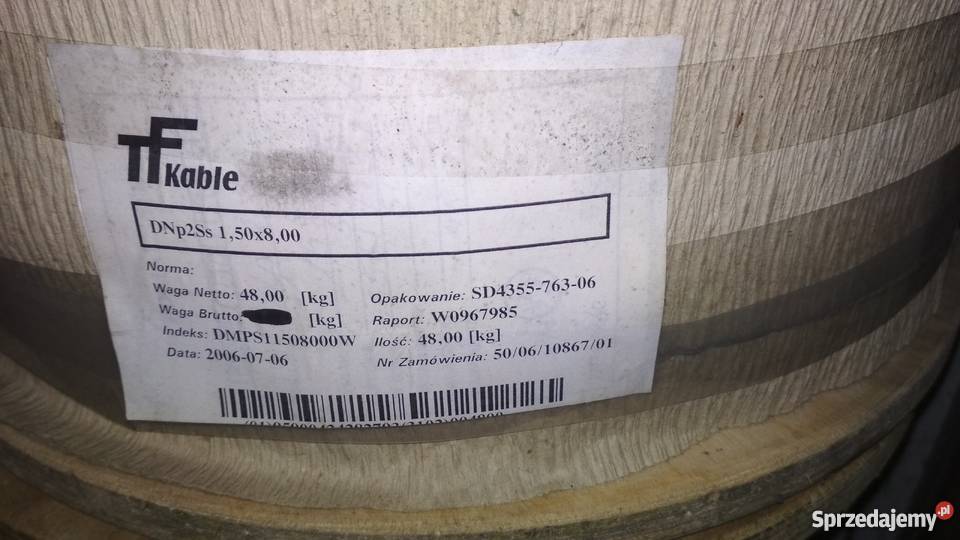 TF Kable
DNp2Ss 1,50x8,00
Norma:
Waga Netto: 48,00 [kg]
Waga Brutto: [kg]
Indeks: DMPS11508000W
Data: 2006-07-06
Opakowanie: SD4355-763-06
Raport: W0967985
Ilość: 48.00 [kg]
Nr Zamówienia: 50/06/10867/01
Sprzedajemy.pl